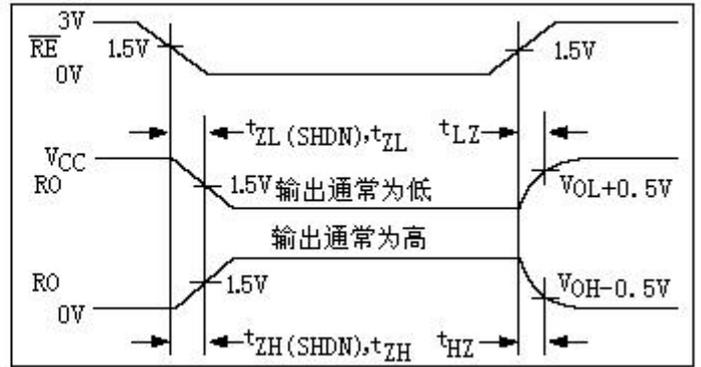 3V
RE 1.5V 1.5V
0V
tZL(SHDN),tZL tLZ
VCC
RO 1.5V 输出通常为低 VOL+0.5V
输出通常为高
RO 1.5V VOH-0.5V
0V
tZH(SHDN),tZH tHZ